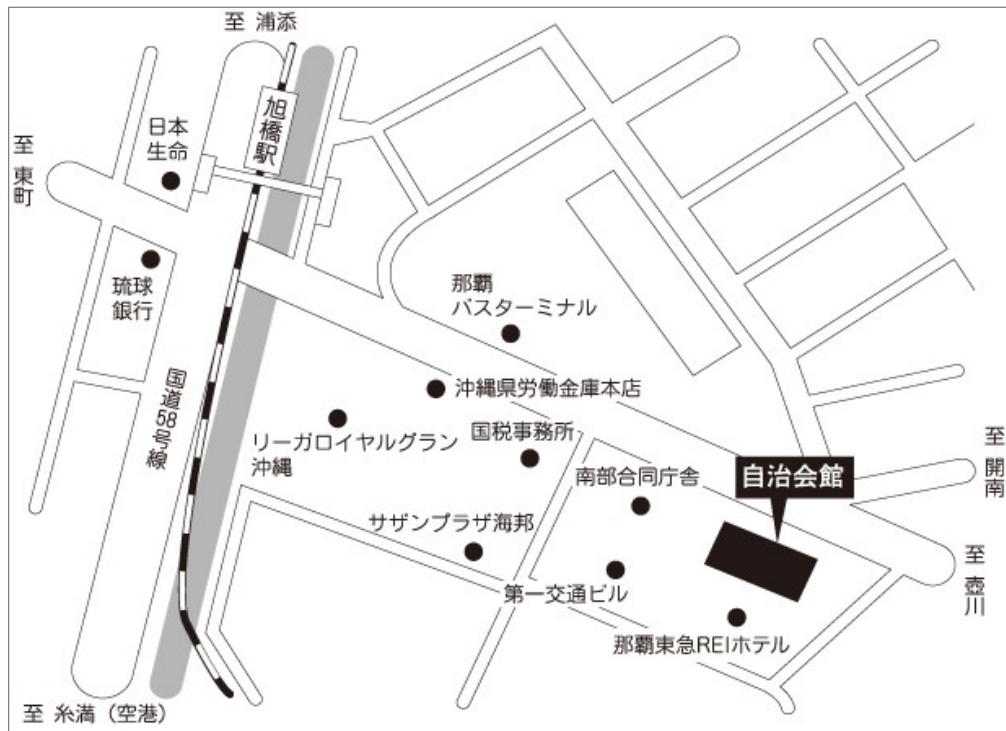 至 浦添
旭橋駅
日本
生命
至 東町
琉球
銀行
国道58号線
那覇
バスターミナル
沖縄県労働金庫本店
リーガロイヤルグラン
沖縄
国税事務所
南部合同庁舎
自治会館
至 開南
サザンプラザ海邦
第一交通ビル
至 壺川
那覇東急REIホテル
至 糸満（空港）